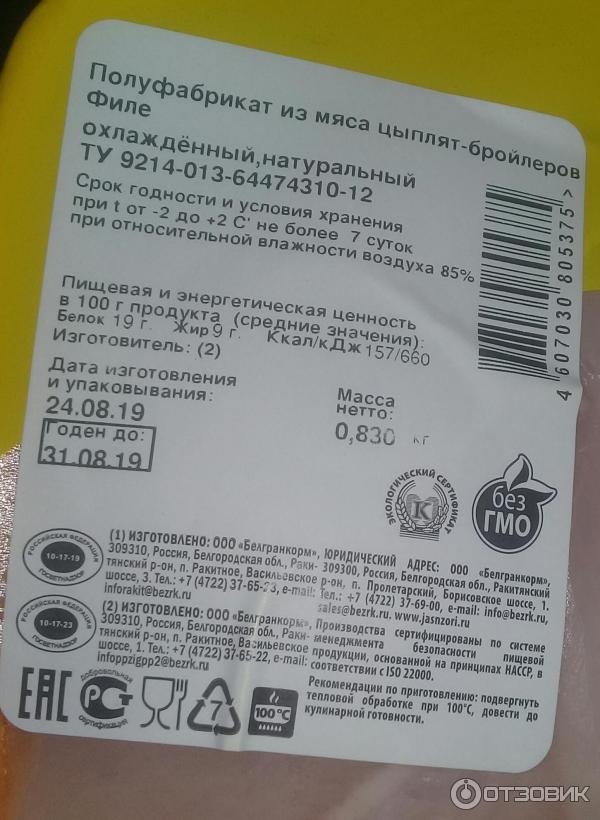 Полуфабрикат из мяса цыплят-бройлеров
Филе
охлаждённый,натуральный
ТУ 9214-013-64474310-12
Срок годности и условия хранения
при t от -2 до +2 С' не более 7 суток
при относительной влажности воздуха 85%
Пищевая и энергетическая ценность
в 100 г продукта (средние значения):
Белок 19 г. Жир 9 г. Ккал/кДж 157/660
Изготовитель: (2)
Дата изготовления
и упаковывания:
24.08.19
Годен до:
31.08.19
Масса
нетто:
0,830 кг
4 607030 805375 >
ЭКОЛОГИЧЕСКИЙ СЕРТИФИКАТ
К
без
ГМО
РОССИЙСКАЯ ФЕДЕРАЦИЯ
10-17-19
ГОСВЕТНАДЗОР
(1) ИЗГОТОВЛЕНО: ООО «Белгранкорм»,
309310, Россия, Белгородская обл., Раки-
тянский р-он, п. Ракитное, Васильевское
шоссе, 3. Тел.: +7 (4722) 37-65-23, e-mail:
inforakit@bezrk.ru
ЮРИДИЧЕСКИЙ АДРЕС: ООО «Белгранкорм»,
309300, Россия, Белгородская обл., Ракитянский
р-он, п. Пролетарский, Борисовское шоссе, 1.
Тел.: +7 (4722) 37-69-00, e-mail: info@bezrk.ru,
sales@bezrk.ru, www.jasnzori.ru
РОССИЙСКАЯ ФЕДЕРАЦИЯ
10-17-23
ГОСВЕТНАДЗОР
(2) ИЗГОТОВЛЕНО: ООО «Белгранкорм»,
309310, Россия, Белгородская обл., Раки-
тянский р-он, п. Ракитное, Васильевское
шоссе, 1. Тел.: +7 (4722) 37-65-22, e-mail:
infoppzigpp2@bezrk.ru
Производства сертифицированы по системе
менеджмента безопасности пищевой
продукции, основанной на принципах HACCP, в
соответствии с ISO 22000.
Рекомендации по приготовлению: подвергнуть
тепловой обработке при 100°С, довести до
кулинарной готовности.
ЕАС
добровольная
РСТ
сертификация
7
100°C
ОТЗОВИК